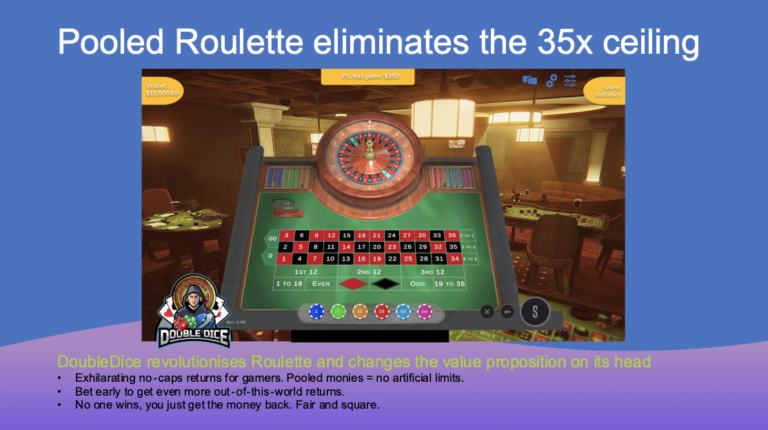 Pooled Roulette eliminates the 35x ceiling
Wallet:
$10,500.69
P/L this game: $350
Game
statistics
00 3 6 9 12 15 18 21 24 27 30 33 36
2 5 8 11 14 17 20 23 26 29 32 35
0 1 4 7 10 13 16 19 22 25 28 31 34
1ST 12 2ND 12 3RD 12
1 TO 18 EVEN ODD 19 TO 36
S
DOUBLE DICE
DoubleDice revolutionises Roulette and changes the value proposition on its head
• Exhilarating no-caps returns for gamers. Pooled monies = no artificial limits.
• Bet early to get even more out-of-this-world returns.
• No one wins, you just get the money back. Fair and square.